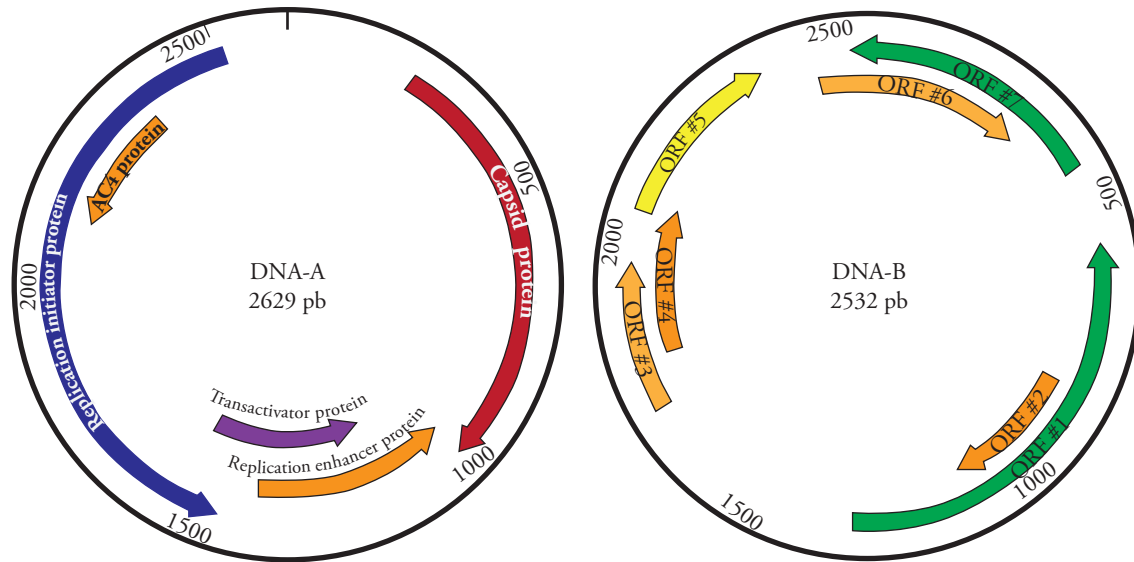 2500
AC4 protein
Replication initiator protein
2000
DNA-A
2629 pb
500
Capsid protein
Transactivator protein
Replication enhancer protein
1000
1500
2500
ORF #7
ORF #6
ORF #5
500
2000
DNA-B
2532 pb
ORF #4
ORF #3
ORF #2
ORF #1
1000
1500